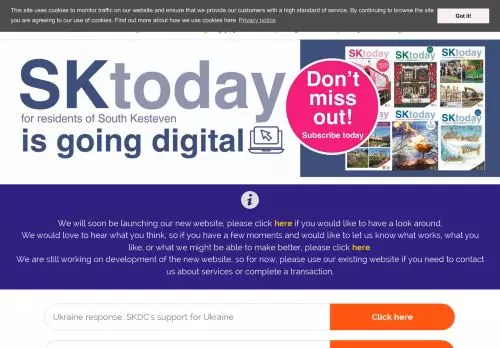 This site uses cookies to monitor traffic on our website and ensure that we provide our customers with a high standard of service. By continuing to browse the site
you are agreeing to our use of cookies. Find out more about how we use cookies here Privacy notice
Got it!
SKtoday
for residents of South Kesteven
is going digital
Don't
miss
out!
Subscribe today
SKtoday
SKtoday
SKtoday
SKtoday
We will soon be launching our new website, please click here if you would like to have a look around.
We would love to hear what you think, so if you have a few moments and would like to let us know what works, what you
like, or what we might be able to make better, please click here.
We are still working on development of the new website, so for now, please use our existing website if you need to contact
us about services or complete a transaction.
Ukraine response: SKDC's support for Ukraine
Click here